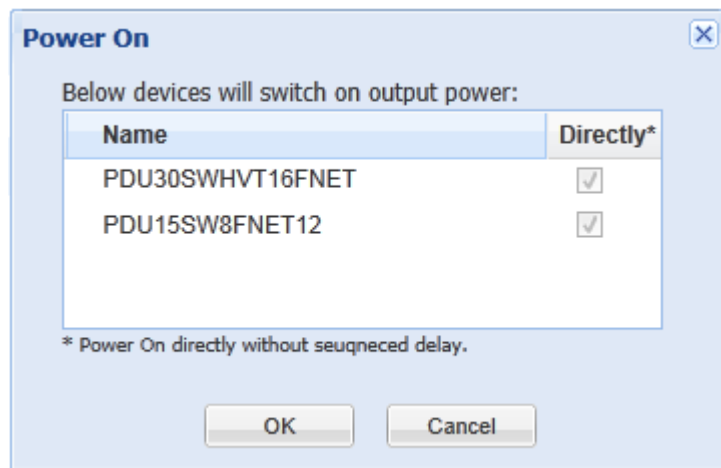 Power On
Below devices will switch on output power:
Name Directly*
PDU30SWHVT16FNET
PDU15SW8FNET12
* Power On directly without seuqneced delay.
OK Cancel